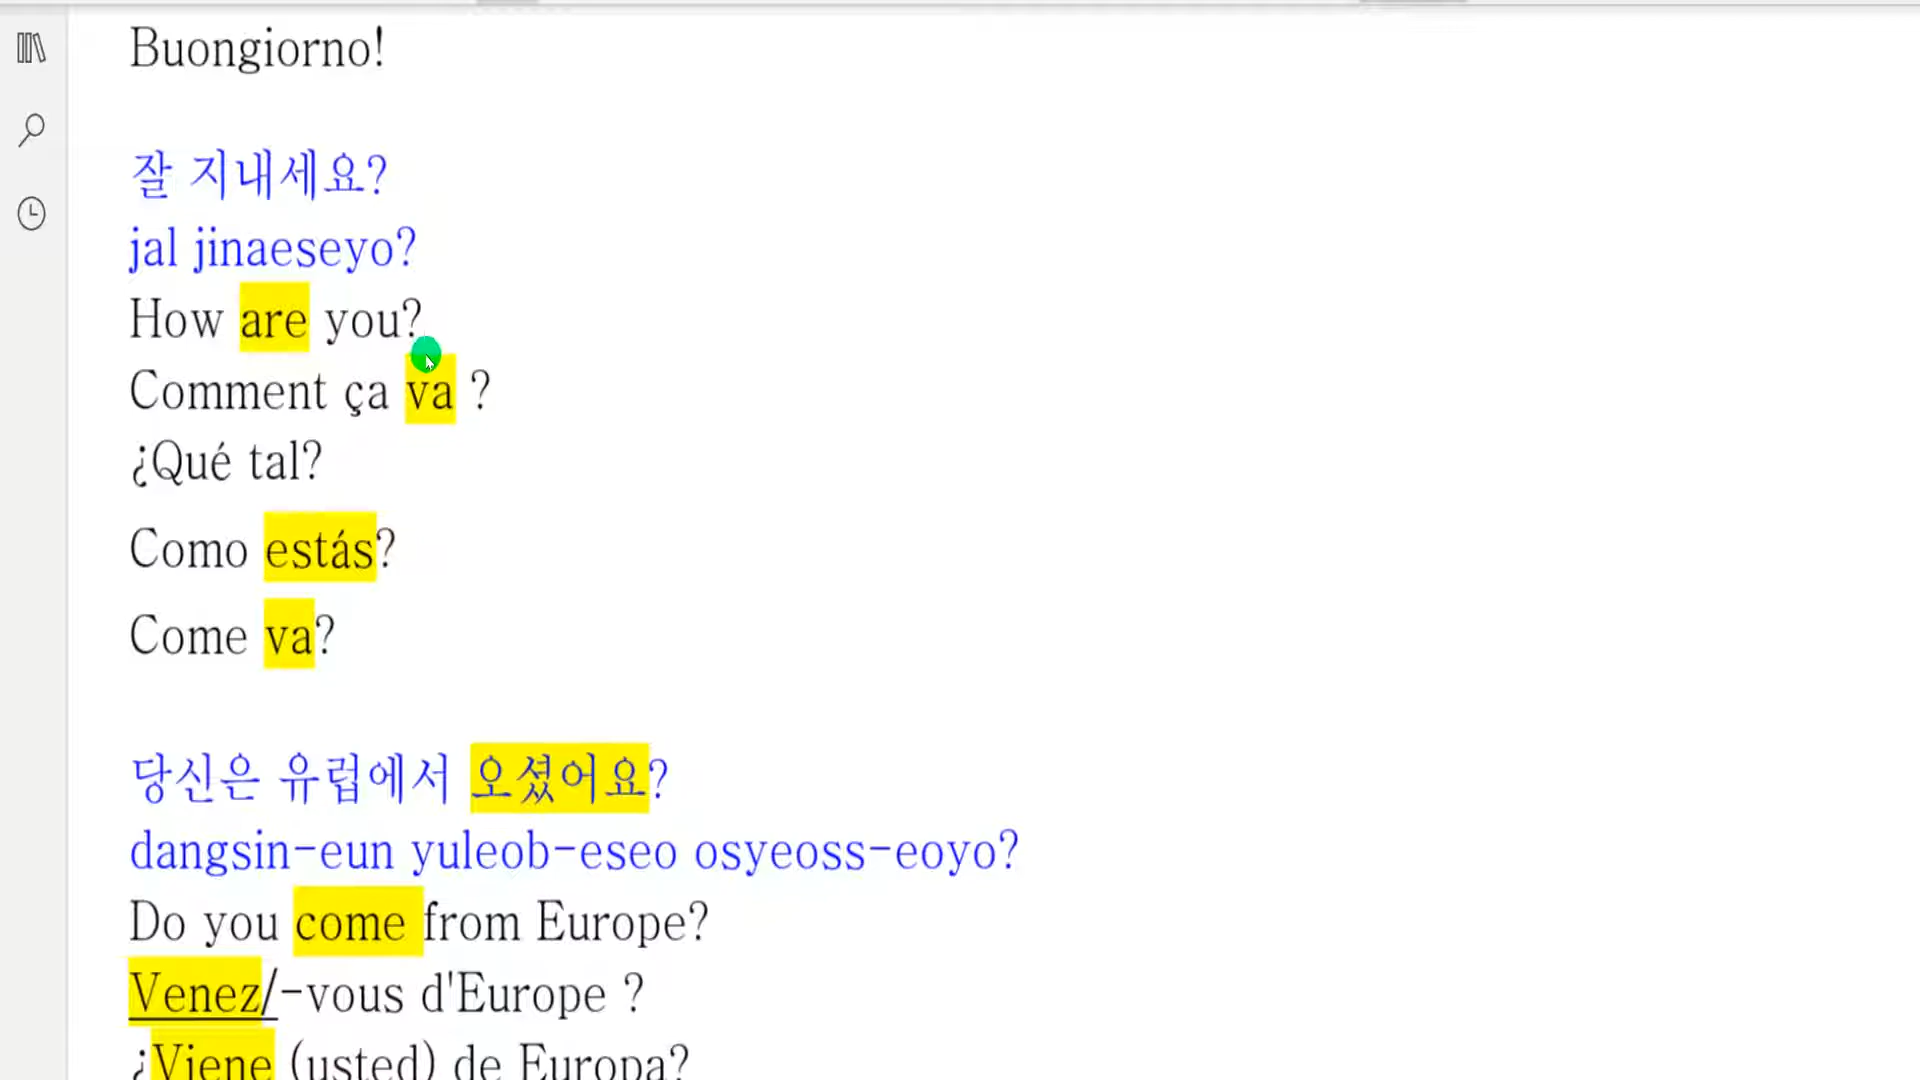 Buongiorno!
잘 지내세요?
jal jinaeseyo?
How are you?
Comment ça va ?
¿Qué tal?
Como estás?
Come va?
당신은 유럽에서 오셨어요?
dangsin-eun yuleob-eseo osyeoss-eoyo?
Do you come from Europe?
Venez/-vous d'Europe ?
¿Viene (usted) de Europa?